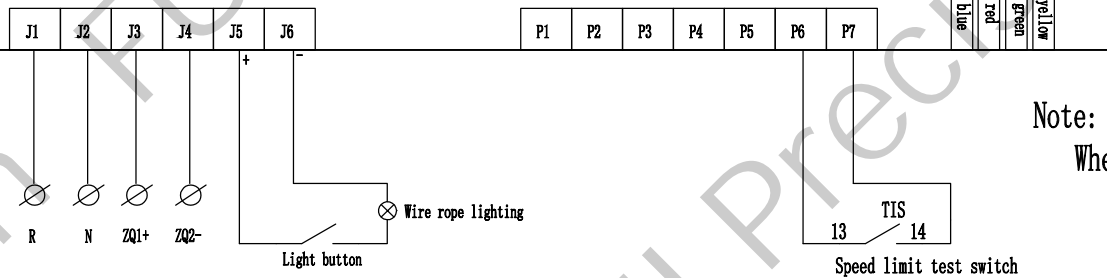 J1 J2 J3 J4 J5 J6 P1 P2 P3 P4 P5 P6 P7 blue red green yellow
+ -
Note:
Whe
Wire rope lighting
TIS
13 14
R N ZQ1+ ZQ2-
Light button
Speed limit test switch